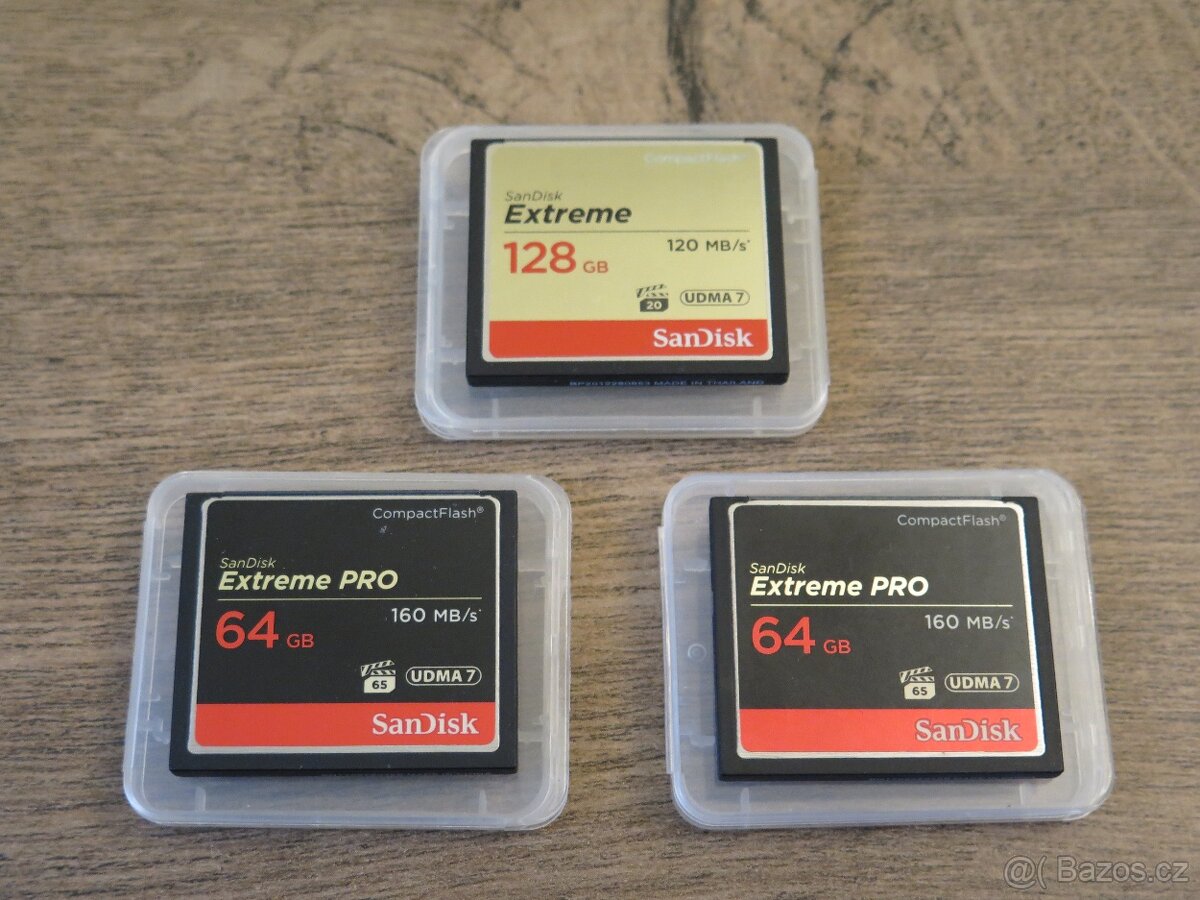 CompactFlash®
SanDisk
Extreme
128 GB
120 MB/s*
20
UDMA 7
SanDisk
MADE IN THAILAND
CompactFlash®
SanDisk
Extreme PRO
64 GB
160 MB/s*
65
UDMA 7
SanDisk
CompactFlash®
SanDisk
Extreme PRO
64 GB
160 MB/s*
65
UDMA 7
SanDisk
@( Bazos.cz